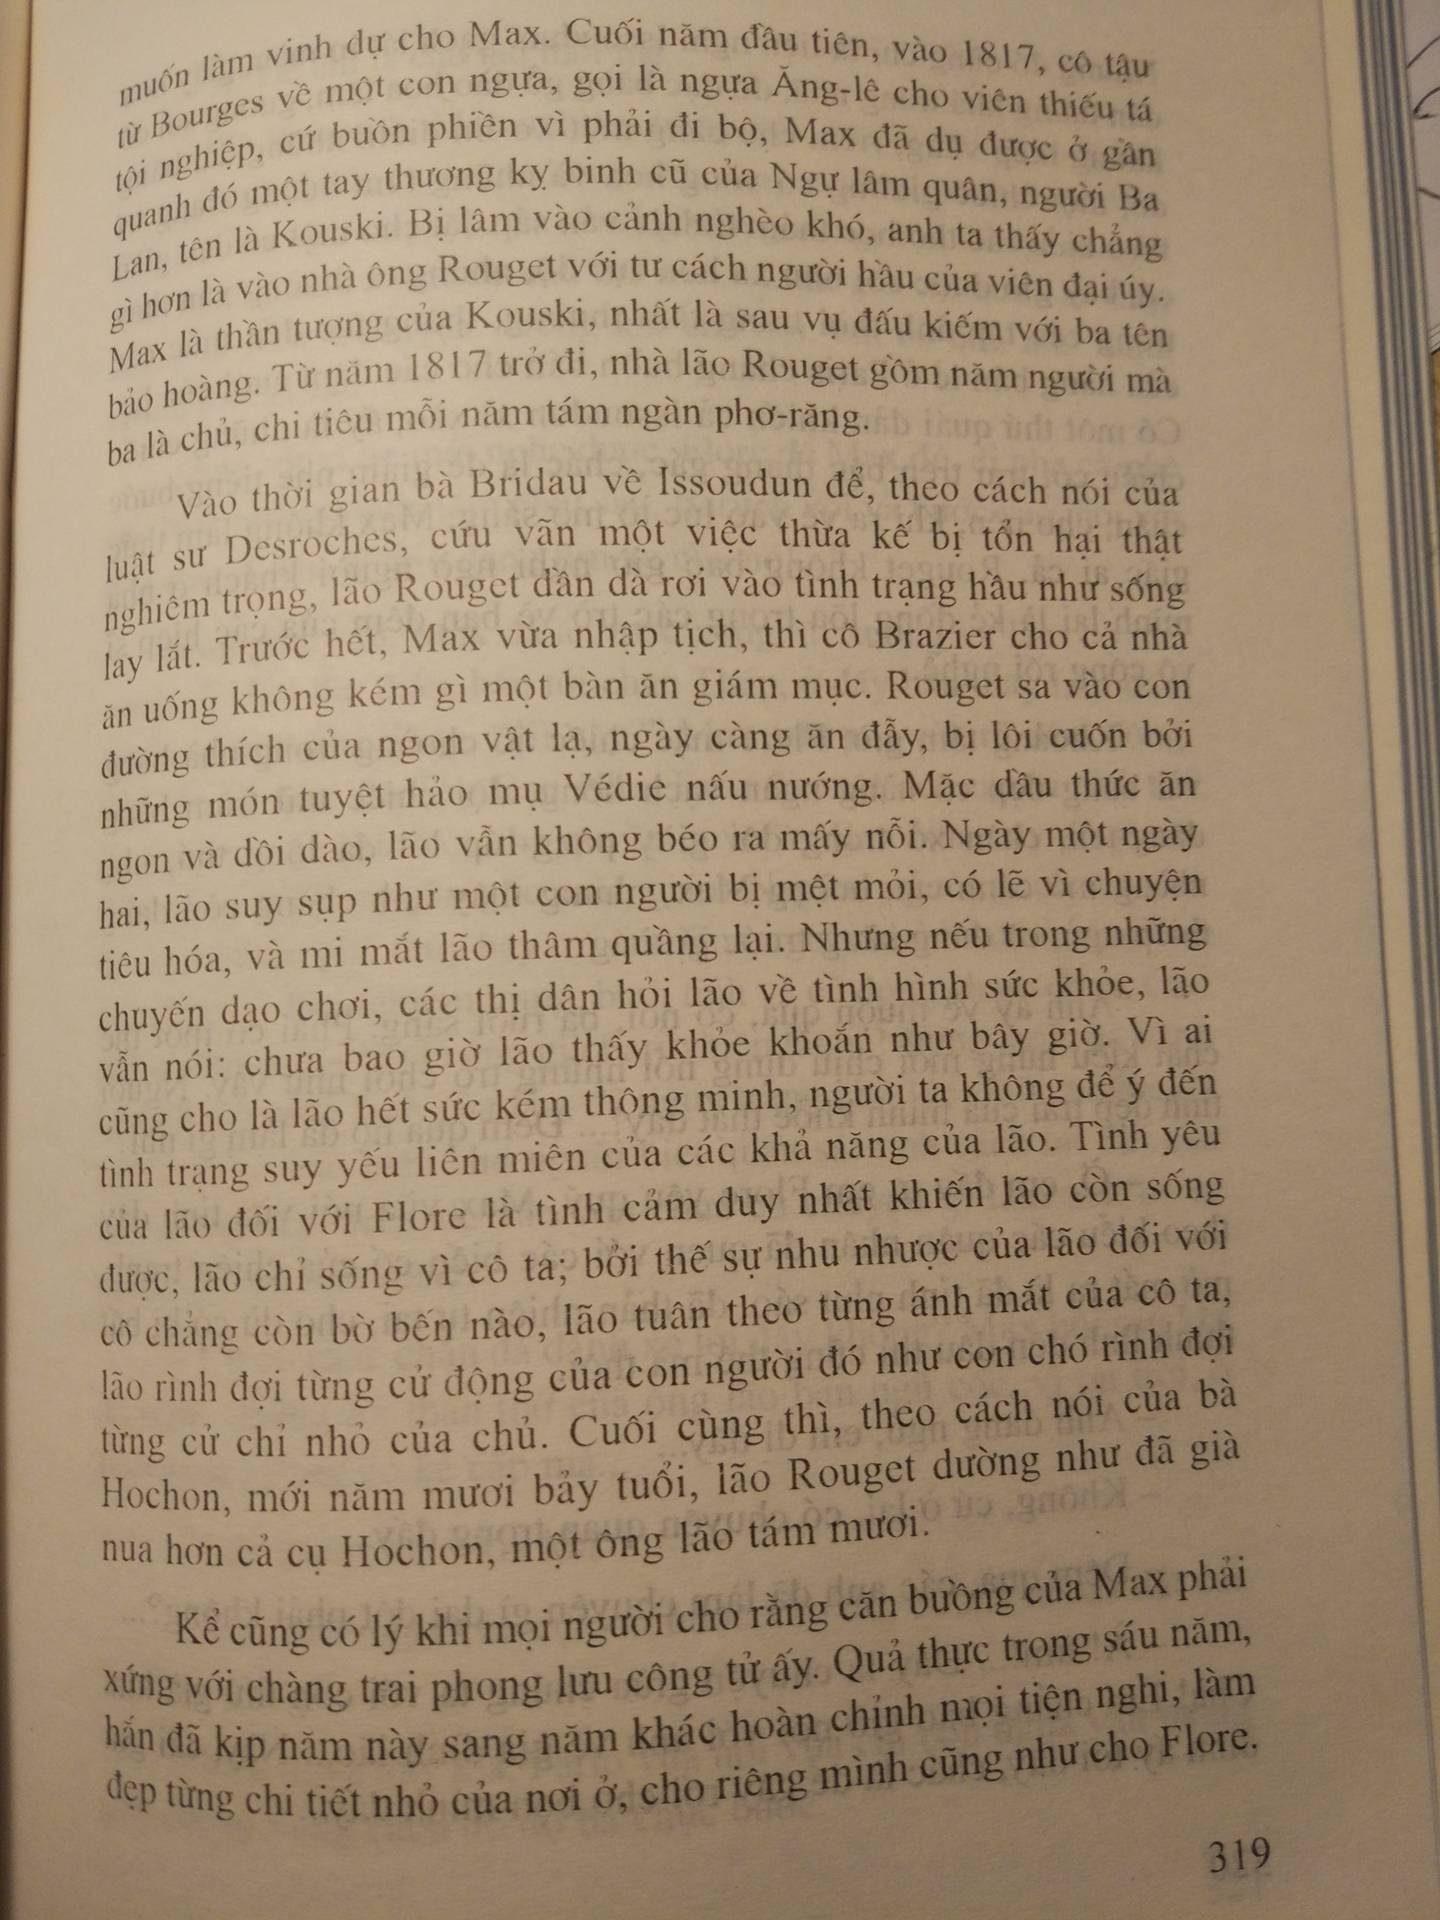 muốn làm vinh dự cho Max. Cuối năm đầu tiên, vào 1817, cô tậu
từ Bourges về một con ngựa, gọi là ngựa Ăng-lê cho viên thiếu tá
tội nghiệp, cứ buồn phiền vì phải đi bộ, Max đã dụ được ở gần
quanh đó một tay thương kỵ binh cũ của Ngự lâm quân, người Ba
Lan, tên là Kouski. Bị lâm vào cảnh nghèo khó, anh ta thấy chẳng
gì hơn là vào nhà ông Rouget với tư cách người hầu của viên đại úy.
Max là thần tượng của Kouski, nhất là sau vụ đấu kiếm với ba tên
bảo hoàng. Từ năm 1817 trở đi, nhà lão Rouget gồm năm người mà
ba là chủ, chi tiêu mỗi năm tám ngàn phơ-răng.
Vào thời gian bà Bridau về Issoudun để, theo cách nói của
luật sư Desroches, cứu vãn một việc thừa kế bị tổn hại thật
nghiêm trọng, lão Rouget dần dà rơi vào tình trạng hầu như sống
lay lắt. Trước hết, Max vừa nhập tịch, thì cô Brazier cho cả nhà
ăn uống không kém gì một bàn ăn giám mục. Rouget sa vào con
đường thích của ngon vật lạ, ngày càng ăn đẫy, bị lôi cuốn bởi
những món tuyệt hảo mụ Védie nấu nướng. Mặc dầu thức ăn
ngon và dồi dào, lão vẫn không béo ra mấy nỗi. Ngày một ngày
hai, lão suy sụp như một con người bị mệt mỏi, có lẽ vì chuyện
tiêu hóa, và mi mắt lão thâm quầng lại. Nhưng nếu trong những
chuyến dạo chơi, các thị dân hỏi lão về tình hình sức khỏe, lão
vẫn nói: chưa bao giờ lão thấy khỏe khoắn như bây giờ. Vì ai
cũng cho là lão hết sức kém thông minh, người ta không để ý đến
tình trạng suy yếu liên miên của các khả năng của lão. Tình yêu
của lão đối với Flore là tình cảm duy nhất khiến lão còn sống
được, lão chỉ sống vì cô ta; bởi thế sự nhu nhược của lão đối với
cô chẳng còn bờ bến nào, lão tuân theo từng ánh mắt của cô ta,
lão rình đợi từng cử động của con người đó như con chó rình đợi
từng cử chỉ nhỏ của chủ. Cuối cùng thì, theo cách nói của bà
Hochon, mới năm mươi bảy tuổi, lão Rouget dường như đã già
nua hơn cả cụ Hochon, một ông lão tám mươi.
Kể cũng có lý khi mọi người cho rằng căn buồng của Max phải
xứng với chàng trai phong lưu công tử ấy. Quả thực trong sáu năm,
hắn đã kịp năm này sang năm khác hoàn chỉnh mọi tiện nghi, làm
đẹp từng chi tiết nhỏ của nơi ở, cho riêng mình cũng như cho Flore.
319